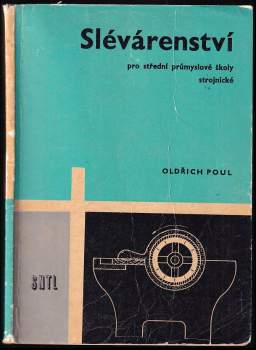 Slévárenství
pro střední průmyslové školy
strojnické
OLDŘICH POUL
SNTL